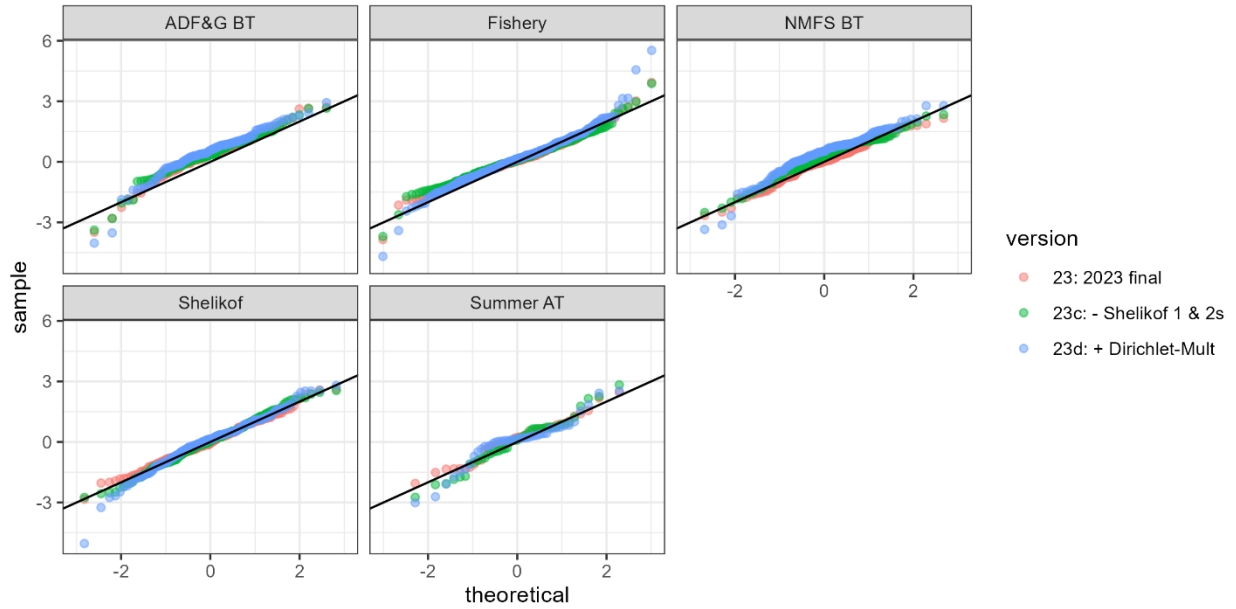 ADF&G BT
Fishery
NMFS BT
6
3
0
-3
-2
0
2
Shelikof
Summer AT
6
3
0
-3
-2
0
2
-2
0
2
sample
theoretical
version
23: 2023 final
23c: - Shelikof 1 & 2s
23d: + Dirichlet-Mult